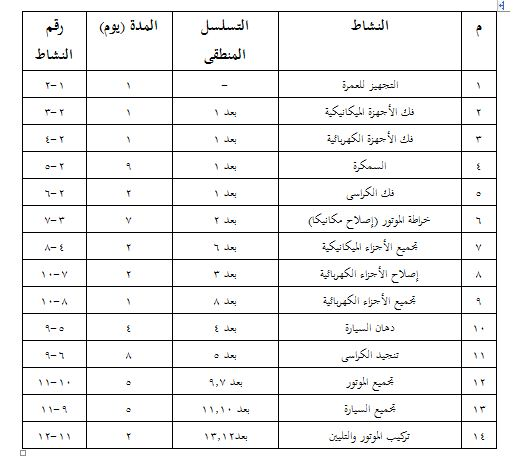 م النشاط التسلسل المنطقى المدة (يوم) رقم النشاط
١ التجهيز للعمرة – ١ ١-٢
٢ فك الأجهزة الميكانيكية بعد ١ ١ ٢-٣
٣ فك الأجهزة الكهربائية بعد ١ ١ ٢-٤
٤ السمكرة بعد ١ ٩ ٢-٥
٥ فك الكراسى بعد ١ ٢ ٢-٦
٦ خراطة الموتور (إصلاح مكانيكا) بعد ٢ ٧ ٣-٧
٧ تجميع الأجزاء الميكانيكية بعد ٦ ٢ ٤-٨
٨ إصلاح الأجزاء الكهربائية بعد ٣ ٢ ٧-١٠
٩ تجميع الأجزاء الكهربائية بعد ٨ ١ ٨-١٠
١٠ دهان السيارة بعد ٤ ٤ ٥-٩
١١ تنجيد الكراسى بعد ٥ ٨ ٦-٩
١٢ تجميع الموتور بعد ٩,٧ ٥ ١٠-١١
١٣ تجميع السيارة بعد ١١,١٠ ٥ ٩-١١
١٤ تركيب الموتور والتليين بعد١٣,١٢ ٢ ١١-١٢